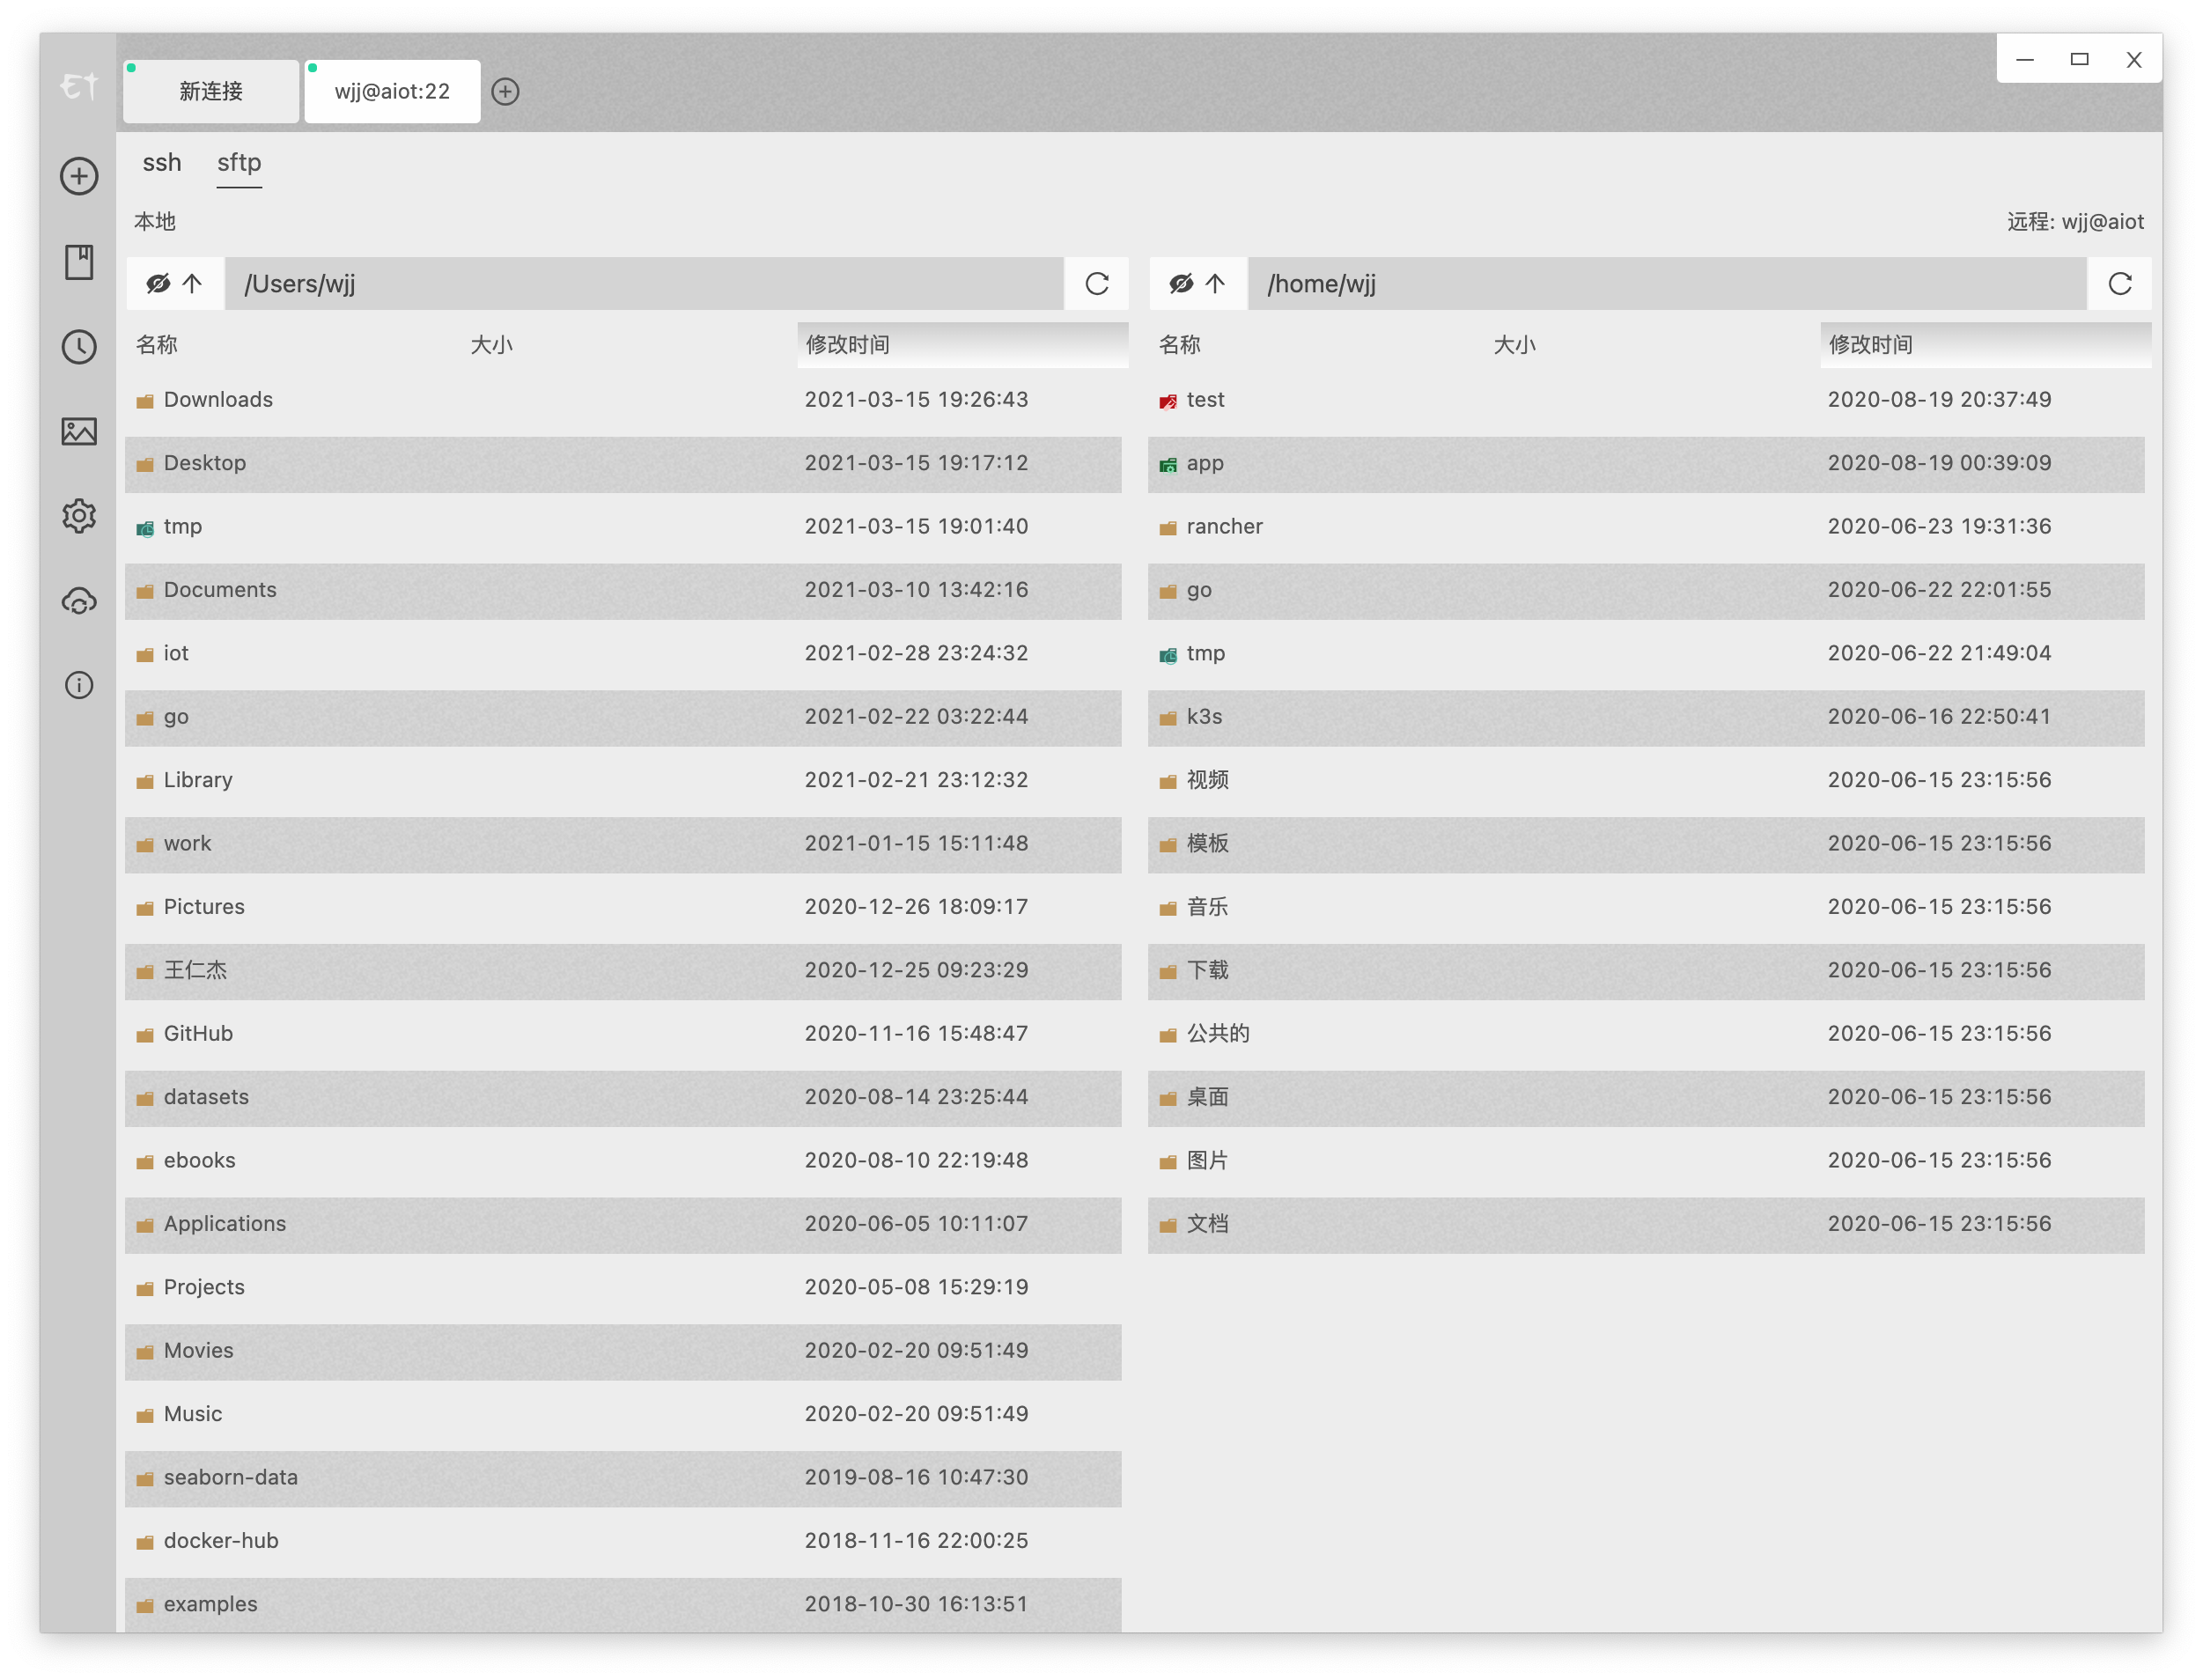 新连接
wjj@aiot:22
ssh
sftp
本地
远程: wjj@aiot
/Users/wjj
名称 大小 修改时间
Downloads 2021-03-15 19:26:43
Desktop 2021-03-15 19:17:12
tmp 2021-03-15 19:01:40
Documents 2021-03-10 13:42:16
iot 2021-02-28 23:24:32
go 2021-02-22 03:22:44
Library 2021-02-21 23:12:32
work 2021-01-15 15:11:48
Pictures 2020-12-26 18:09:17
王仁杰 2020-12-25 09:23:29
GitHub 2020-11-16 15:48:47
datasets 2020-08-14 23:25:44
ebooks 2020-08-10 22:19:48
Applications 2020-06-05 10:11:07
Projects 2020-05-08 15:29:19
Movies 2020-02-20 09:51:49
Music 2020-02-20 09:51:49
seaborn-data 2019-08-16 10:47:30
docker-hub 2018-11-16 22:00:25
examples 2018-10-30 16:13:51
/home/wjj
名称 大小 修改时间
test 2020-08-19 20:37:49
app 2020-08-19 00:39:09
rancher 2020-06-23 19:31:36
go 2020-06-22 22:01:55
tmp 2020-06-22 21:49:04
k3s 2020-06-16 22:50:41
视频 2020-06-15 23:15:56
模板 2020-06-15 23:15:56
音乐 2020-06-15 23:15:56
下载 2020-06-15 23:15:56
公共的 2020-06-15 23:15:56
桌面 2020-06-15 23:15:56
图片 2020-06-15 23:15:56
文档 2020-06-15 23:15:56